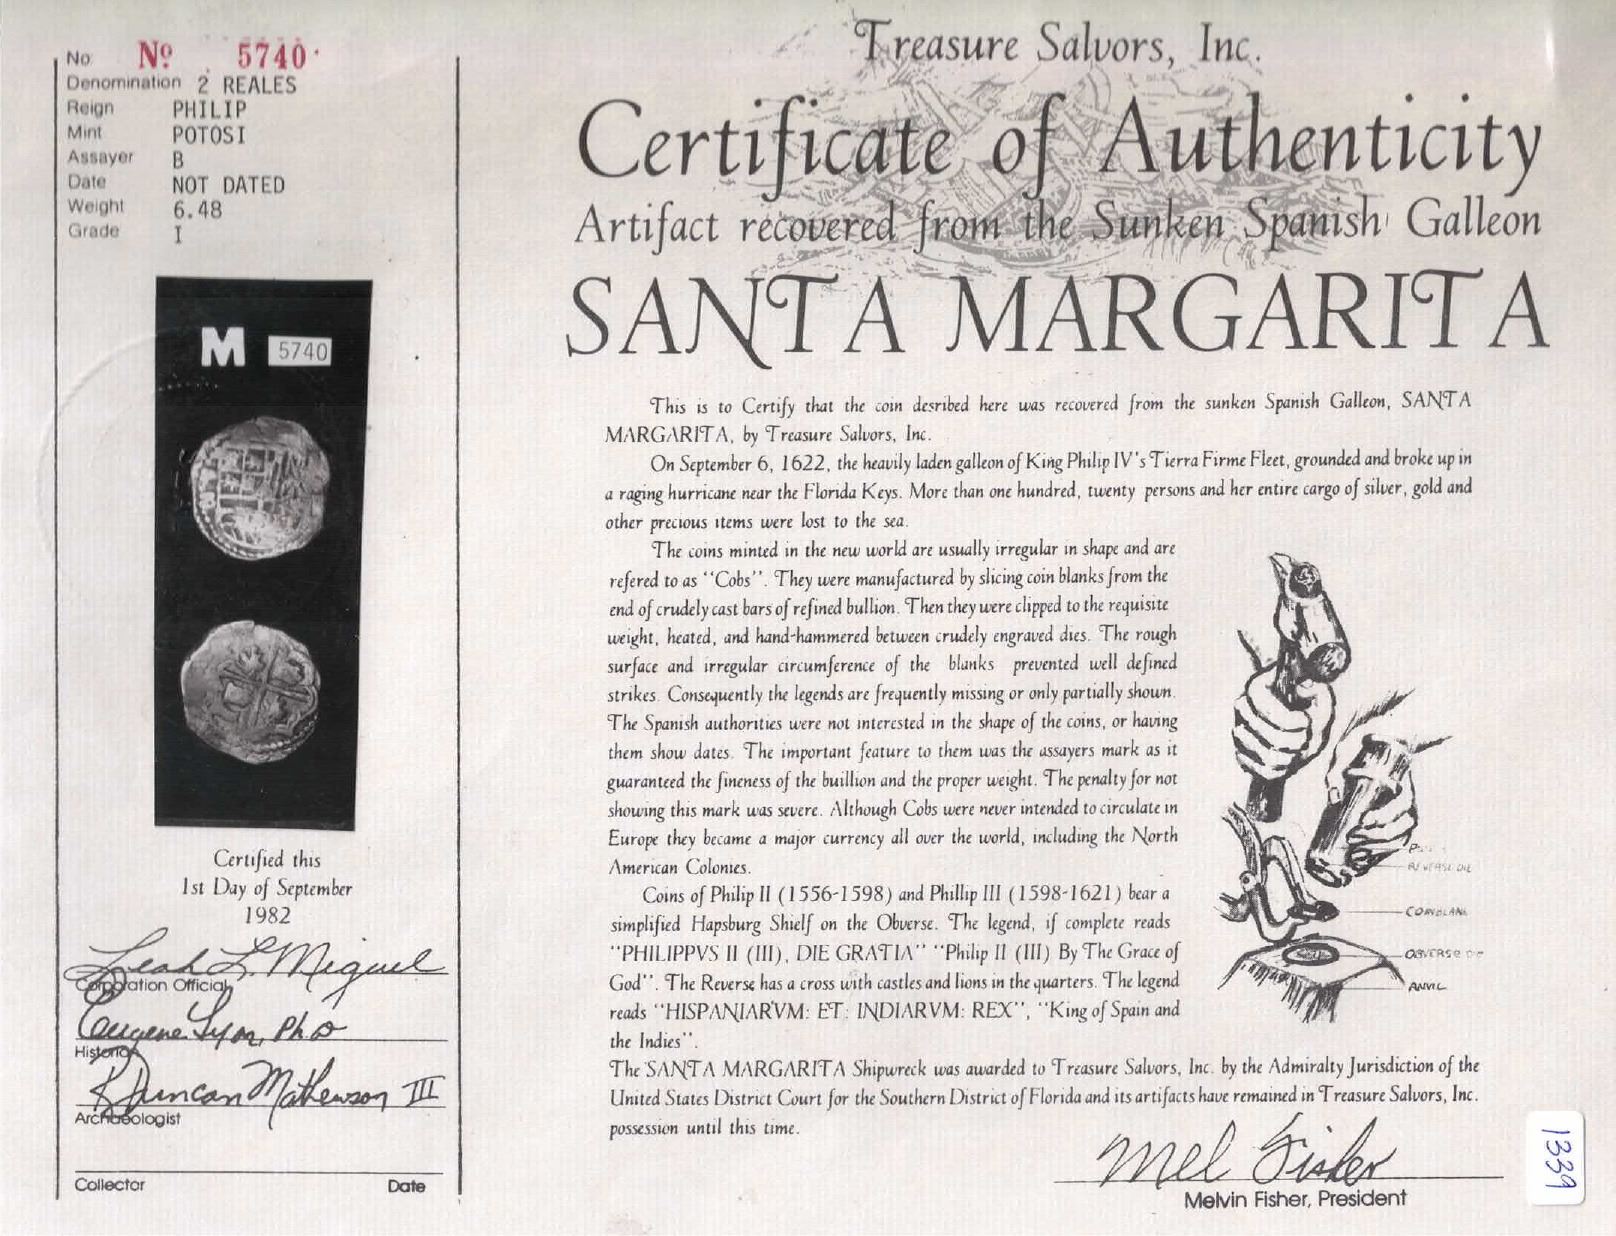 No Nº 5740
Denomination 2 REALES
Reign PHILIP
Mint POTOSI
Assayer B
Date NOT DATED
Weight 6.48
Grade I
M 5740
Certified this
1st Day of September
1982
Leah L. Miguel
Corporation Official
Eugene Lyon, Ph.D
Historian
R Duncan Mathewson III
Archaeologist
Collector Date
Treasure Salvors, Inc.
Certificate of Authenticity
Artifact recovered from the Sunken Spanish Galleon
SANTA MARGARITA
This is to Certify that the coin desribed here was recovered from the sunken Spanish Galleon, SANTA
MARGARITA, by Treasure Salvors, Inc.
On September 6, 1622, the heavily laden galleon of King Philip IV's Tierra Firme Fleet, grounded and broke up in
a raging hurricane near the Florida Keys. More than one hundred, twenty persons and her entire cargo of silver, gold and
other precious items were lost to the sea.
The coins minted in the new world are usually irregular in shape and are
refered to as "Cobs". They were manufactured by slicing coin blanks from the
end of crudely cast bars of refined bullion. Then they were clipped to the requisite
weight, heated, and hand-hammered between crudely engraved dies. The rough
surface and irregular circumference of the blanks prevented well defined
strikes. Consequently the legends are frequently missing or only partially shown.
The Spanish authorities were not interested in the shape of the coins, or having
them show dates. The important feature to them was the assayers mark as it
guaranteed the fineness of the buillion and the proper weight. The penalty for not
showing this mark was severe. Although Cobs were never intended to circulate in
Europe they became a major currency all over the world, including the North
American Colonies.
Coins of Philip II (1556-1598) and Phillip III (1598-1621) bear a
simplified Hapsburg Shielf on the Obverse. The legend, if complete reads
"PHILIPPVS II (III), DIE GRATIA" "Philip II (III) By The Grace of
God". The Reverse has a cross with castles and lions in the quarters. The legend
reads "HISPANIARVM: ET: INDIARVM: REX", "King of Spain and
the Indies".
The SANTA MARGARITA Shipwreck was awarded to Treasure Salvors, Inc. by the Admiralty Jurisdiction of the
United States District Court for the Southern District of Florida and its artifacts have remained in Treasure Salvors, Inc.
possession until this time.
REVERSE DIE
COIN BLANK
OBVERSE DIE
ANVIL
Mel Fisher
Melvin Fisher, President
1339